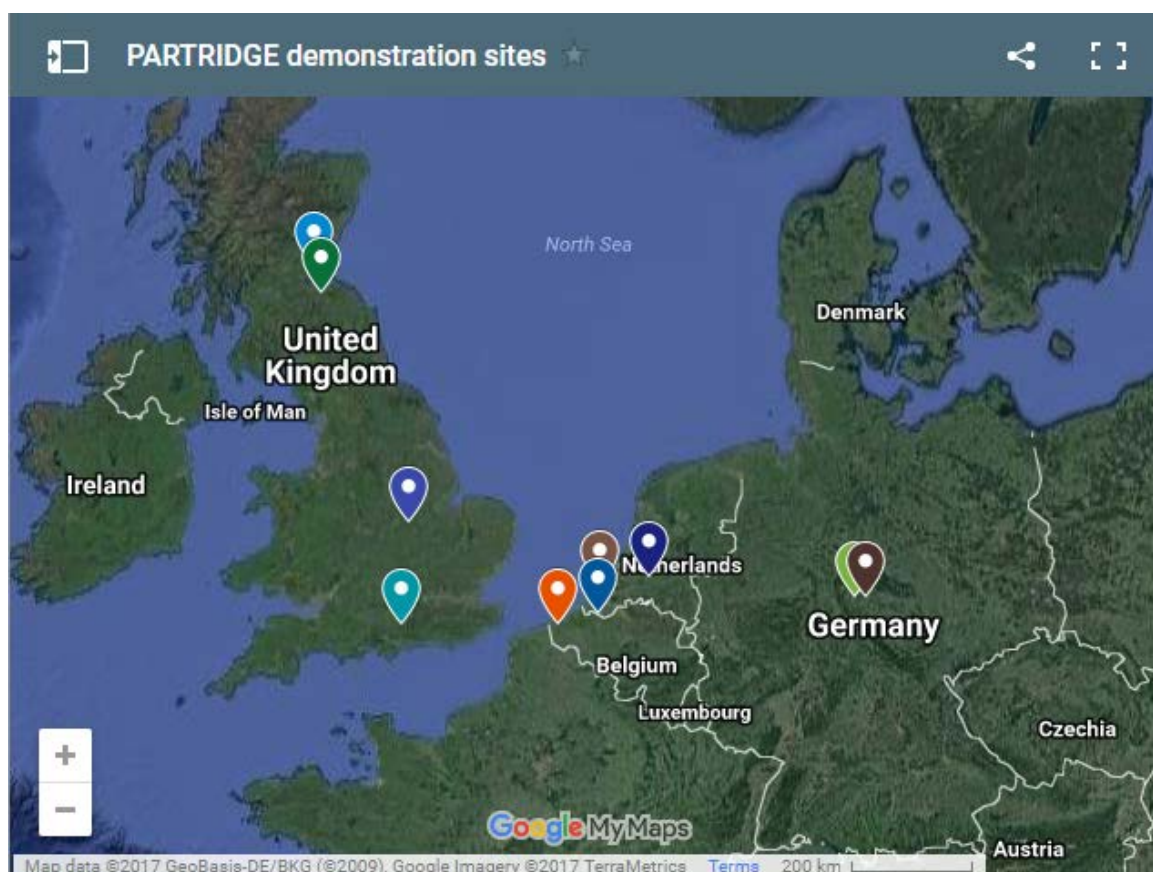 PARTRIDGE demonstration sites
North Sea
Denmark
United
Kingdom
Isle of Man
Ireland
Netherlands
Germany
Belgium
Luxembourg
Czechia
+
−
Google My Maps
Austria
Map data ©2017 GeoBasis-DE/BKG (©2009), Google Imagery ©2017 TerraMetrics Terms 200 km